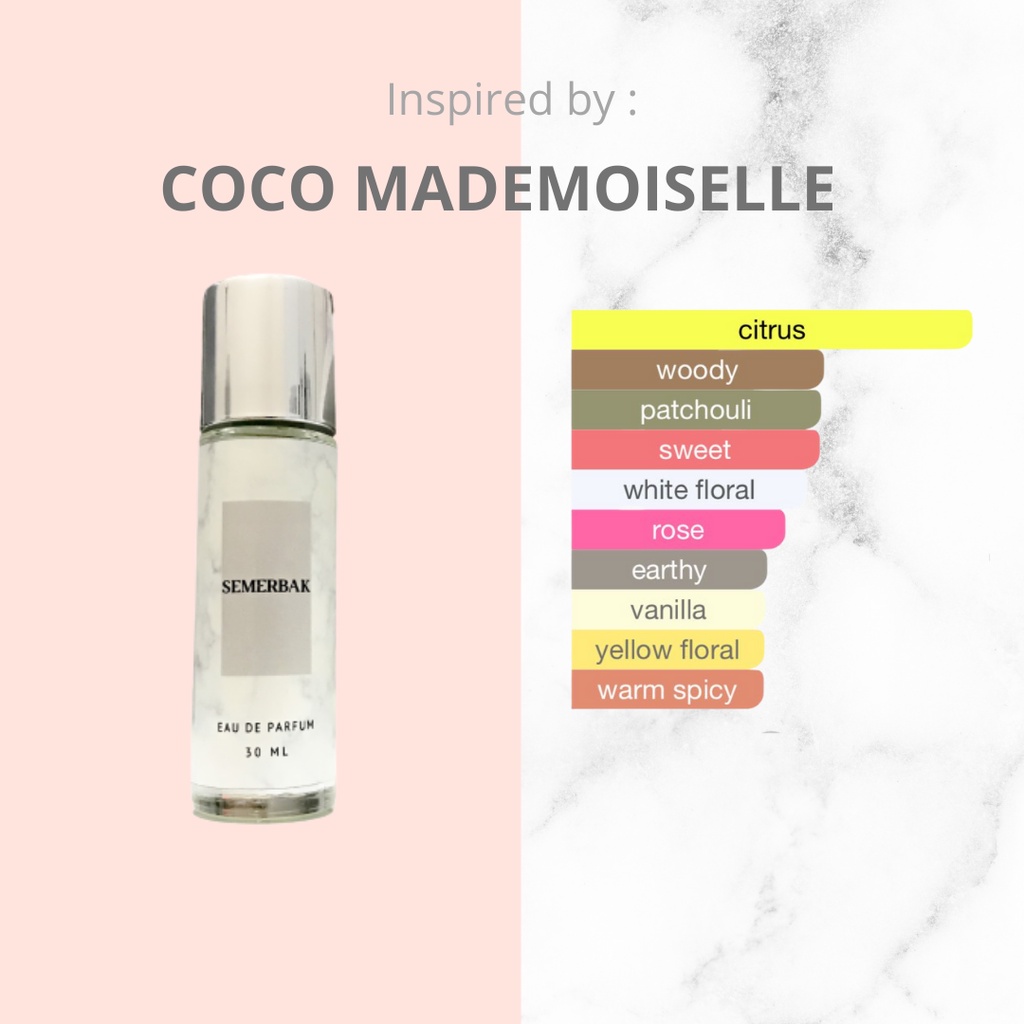 Inspired by :
COCO MADEMOISELLE
SEMERBAK
EAU DE PARFUM
30 ML
citrus
woody
patchouli
sweet
white floral
rose
earthy
vanilla
yellow floral
warm spicy